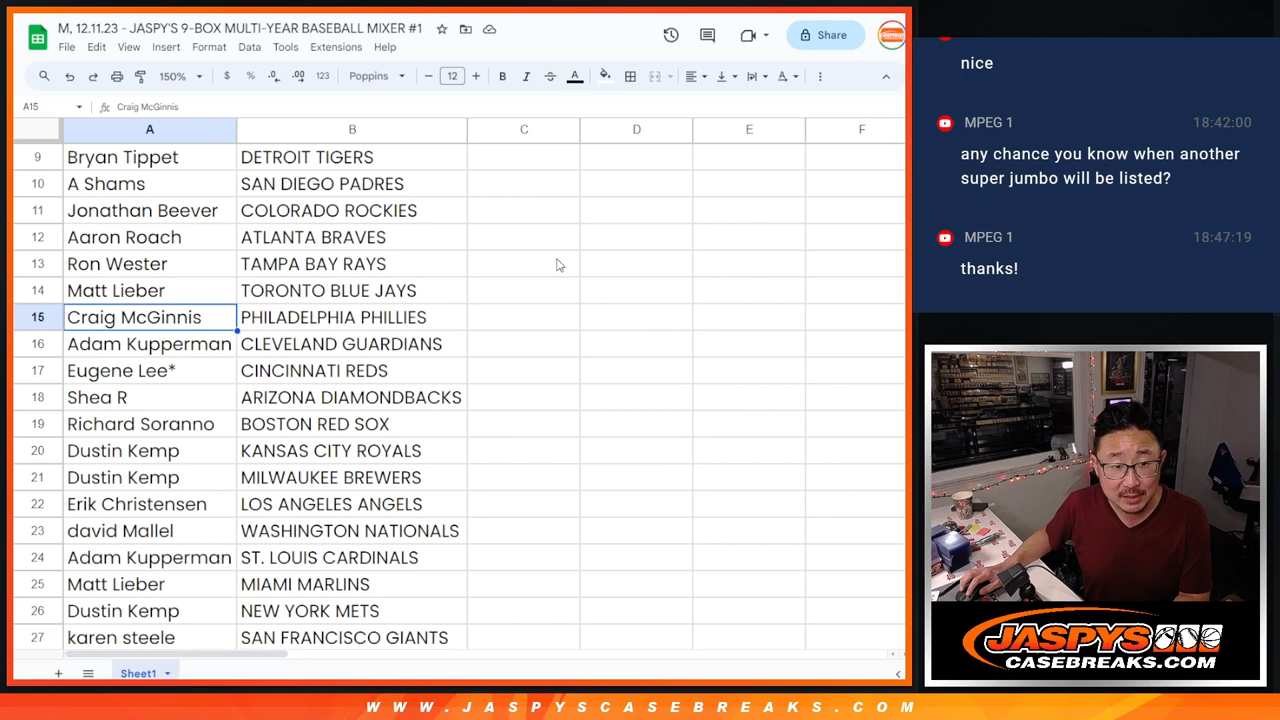 M, 12.11.23 - JASPY'S 9-BOX MULTI-YEAR BASEBALL MIXER #1
File Edit View Insert Format Data Tools Extensions Help
Share
150% $ % .0 .00 123 Poppins 12 B I A
A15 fx Craig McGinnis
A B C D E F
9 Bryan Tippet DETROIT TIGERS
10 A Shams SAN DIEGO PADRES
11 Jonathan Beever COLORADO ROCKIES
12 Aaron Roach ATLANTA BRAVES
13 Ron Wester TAMPA BAY RAYS
14 Matt Lieber TORONTO BLUE JAYS
15 Craig McGinnis PHILADELPHIA PHILLIES
16 Adam Kupperman CLEVELAND GUARDIANS
17 Eugene Lee* CINCINNATI REDS
18 Shea R ARIZONA DIAMONDBACKS
19 Richard Soranno BOSTON RED SOX
20 Dustin Kemp KANSAS CITY ROYALS
21 Dustin Kemp MILWAUKEE BREWERS
22 Erik Christensen LOS ANGELES ANGELS
23 david Mallel WASHINGTON NATIONALS
24 Adam Kupperman ST. LOUIS CARDINALS
25 Matt Lieber MIAMI MARLINS
26 Dustin Kemp NEW YORK METS
27 karen steele SAN FRANCISCO GIANTS
Sheet1
nice
MPEG 1 18:42:00
any chance you know when another
super jumbo will be listed?
MPEG 1 18:47:19
thanks!
JASPYS
CASEBREAKS.COM
WWW.JASPYSCASEBREAKS.COM